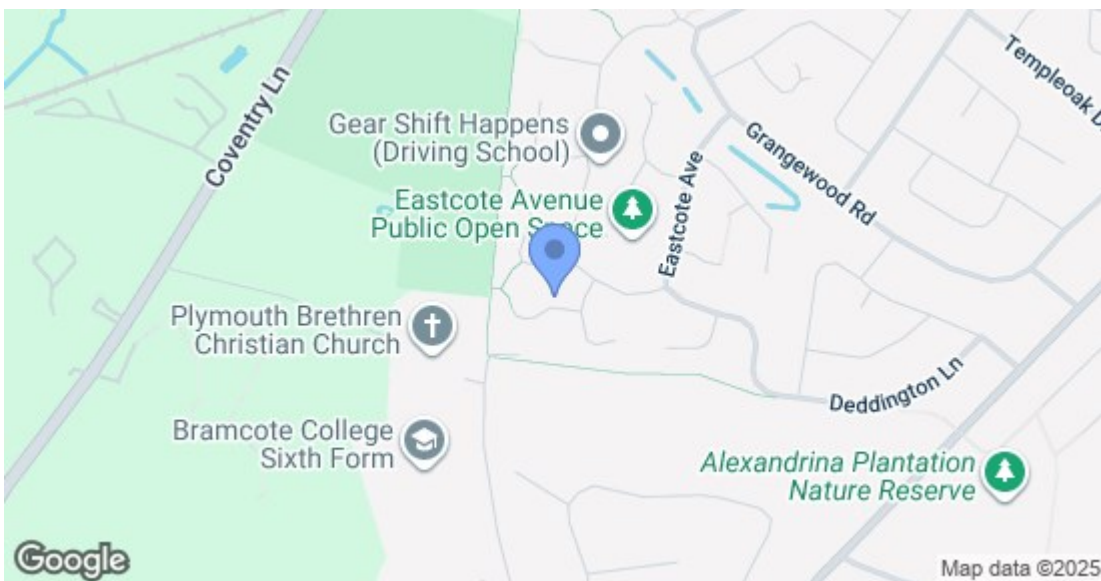 Coventry Ln
Gear Shift Happens
(Driving School)
Templeoak D
Grangewood Rd
Eastcote Avenue
Public Open Space
Eastcote Ave
Plymouth Brethren
Christian Church
Deddington Ln
Bramcote College
Sixth Form
Alexandrina Plantation
Nature Reserve
Google
Map data ©2025